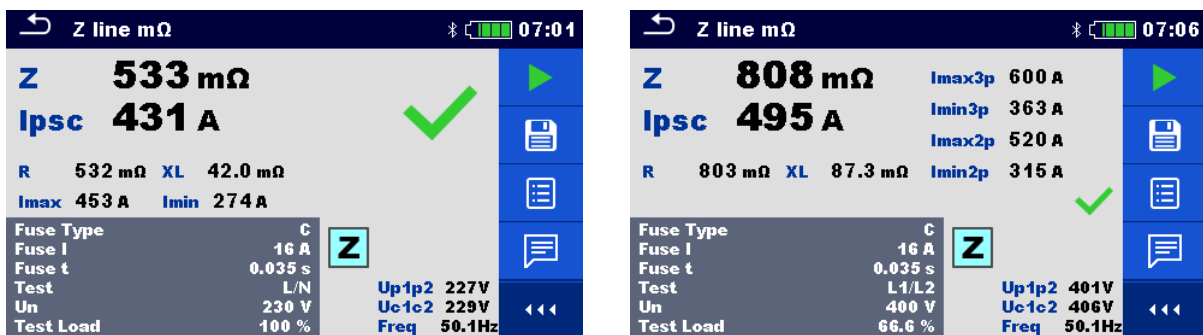 Z line mΩ 07:01
Z 533 mΩ
Ipsc 431 A
R 532 mΩ XL 42.0 mΩ
Imax 453 A Imin 274 A
Fuse Type C
Fuse I 16 A
Fuse t 0.035 s
Test L/N
Un 230 V
Test Load 100 %
Z
Up1p2 227V
Uc1c2 229V
Freq 50.1Hz
Z line mΩ 07:06
Z 808 mΩ
Ipsc 495 A
Imax3p 600 A
Imin3p 363 A
Imax2p 520 A
Imin2p 315 A
R 803 mΩ XL 87.3 mΩ
Fuse Type C
Fuse I 16 A
Fuse t 0.035 s
Test L1/L2
Un 400 V
Test Load 66.6 %
Z
Up1p2 401V
Uc1c2 406V
Freq 50.1Hz